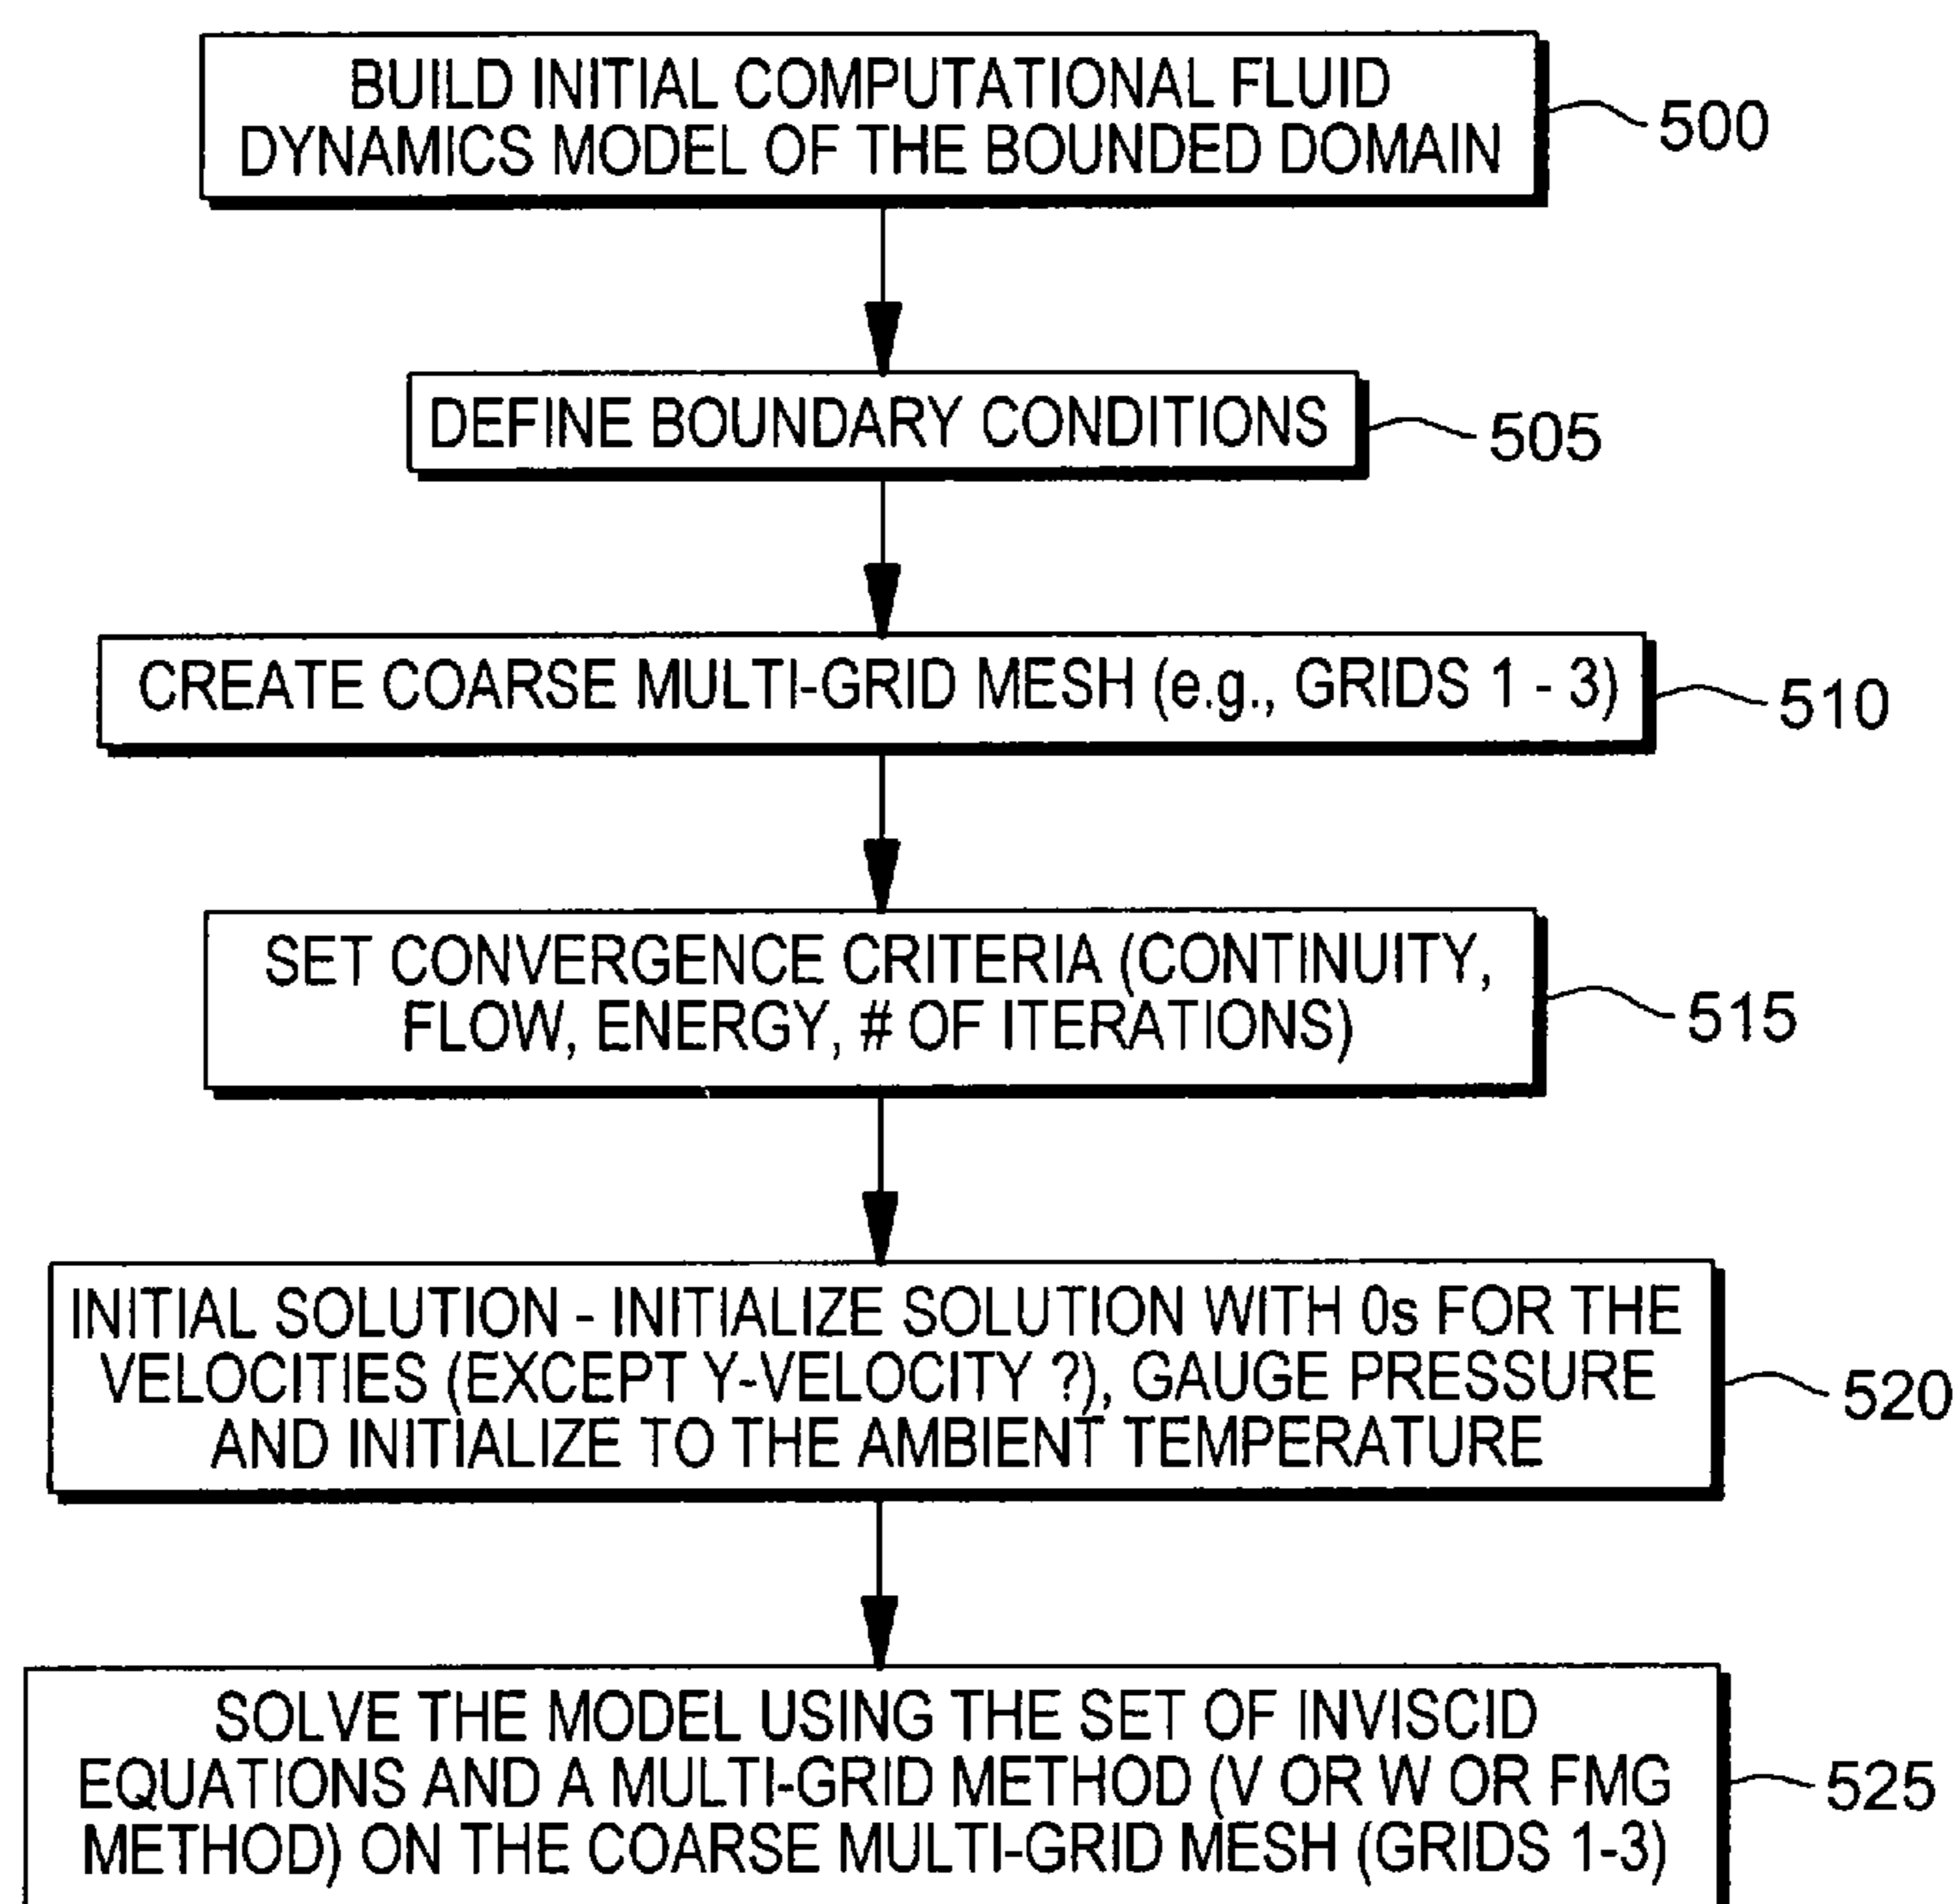 BUILD INITIAL COMPUTATIONAL FLUID
DYNAMICS MODEL OF THE BOUNDED DOMAIN
500
DEFINE BOUNDARY CONDITIONS
505
CREATE COARSE MULTI-GRID MESH (e.g., GRIDS 1 - 3)
510
SET CONVERGENCE CRITERIA (CONTINUITY,
FLOW, ENERGY, # OF ITERATIONS)
515
INITIAL SOLUTION - INITIALIZE SOLUTION WITH 0s FOR THE
VELOCITIES (EXCEPT Y-VELOCITY ?), GAUGE PRESSURE
AND INITIALIZE TO THE AMBIENT TEMPERATURE
520
SOLVE THE MODEL USING THE SET OF INVISCID
EQUATIONS AND A MULTI-GRID METHOD (V OR W OR FMG
METHOD) ON THE COARSE MULTI-GRID MESH (GRIDS 1-3)
525